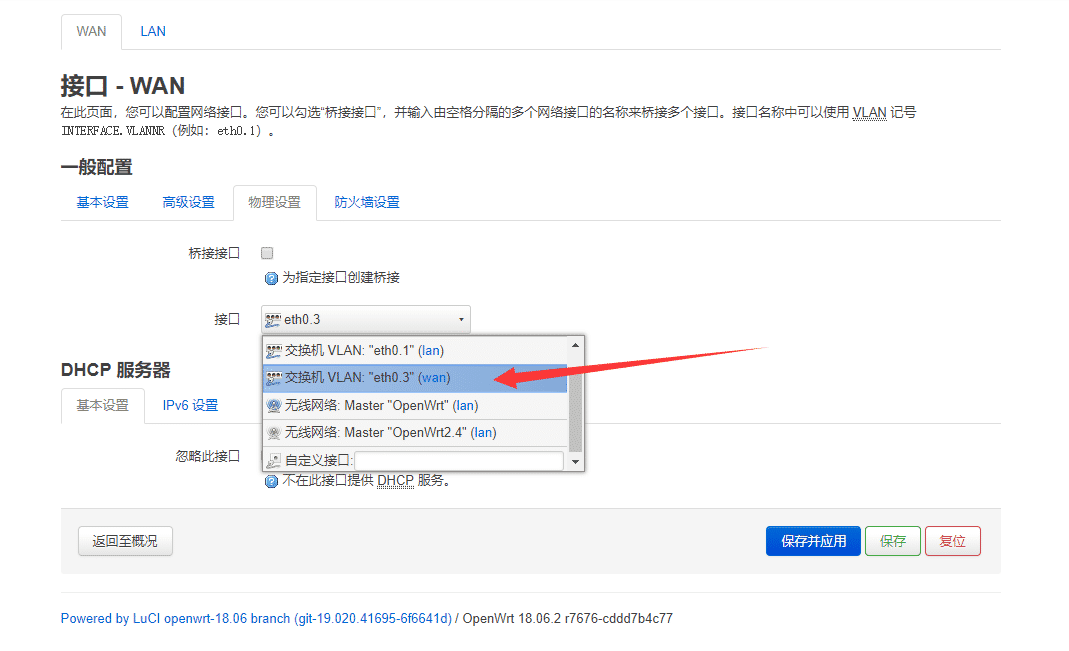 WAN LAN
接口 - WAN
在此页面，您可以配置网络接口。您可以勾选“桥接接口”，并输入由空格分隔的多个网络接口的名称来桥接多个接口。接口名称中可以使用 VLAN 记号
INTERFACE.VLANNR（例如：eth0.1）。
一般配置
基本设置 高级设置 物理设置 防火墙设置
桥接接口
为指定接口创建桥接
接口 eth0.3
交换机 VLAN: "eth0.1" (lan)
DHCP 服务器
交换机 VLAN: "eth0.3" (wan)
基本设置 IPv6 设置
无线网络: Master "OpenWrt" (lan)
无线网络: Master "OpenWrt2.4" (lan)
忽略此接口
自定义接口:
不在此接口提供 DHCP 服务。
返回至概况 保存并应用 保存 复位
Powered by LuCI openwrt-18.06 branch (git-19.020.41695-6f6641d) / OpenWrt 18.06.2 r7676-cddd7b4c77